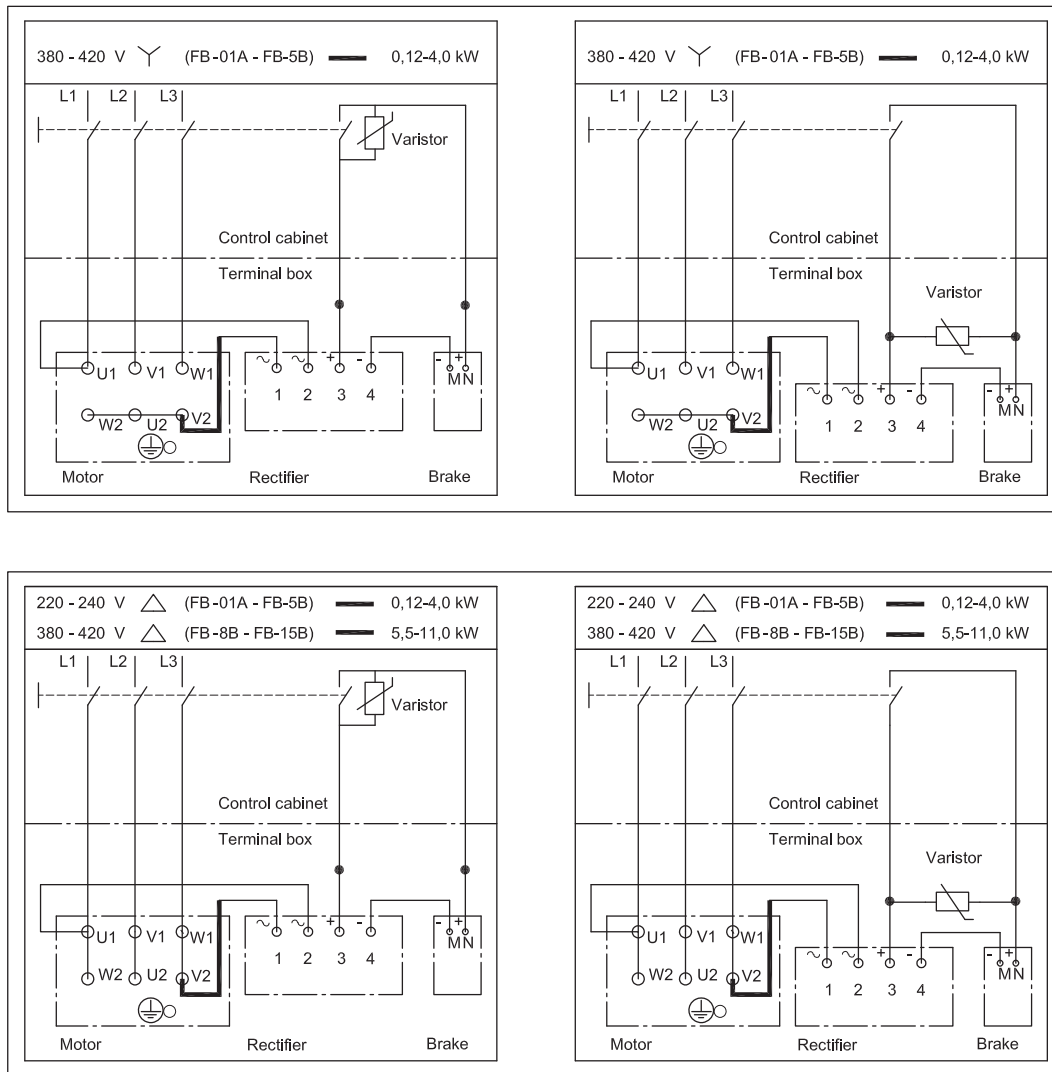 380 - 420 V (FB-01A - FB-5B) 0,12-4,0 kW
L1 L2 L3
Varistor
Control cabinet
Terminal box
U1 V1 W1
~ ~ + - - +
1 2 3 4 M N
W2 U2 V2
Motor Rectifier Brake
380 - 420 V (FB-01A - FB-5B) 0,12-4,0 kW
L1 L2 L3
Control cabinet
Terminal box
Varistor
U1 V1 W1
~ ~ + - - +
M N
W2 U2 V2 1 2 3 4
Motor Rectifier Brake
220 - 240 V (FB-01A - FB-5B) 0,12-4,0 kW
380 - 420 V (FB-8B - FB-15B) 5,5-11,0 kW
L1 L2 L3
Varistor
Control cabinet
Terminal box
U1 V1 W1
~ ~ + - - +
1 2 3 4 M N
W2 U2 V2
Motor Rectifier Brake
220 - 240 V (FB-01A - FB-5B) 0,12-4,0 kW
380 - 420 V (FB-8B - FB-15B) 5,5-11,0 kW
L1 L2 L3
Control cabinet
Terminal box
Varistor
U1 V1 W1
~ ~ + - - +
M N
W2 U2 V2 1 2 3 4
Motor Rectifier Brake